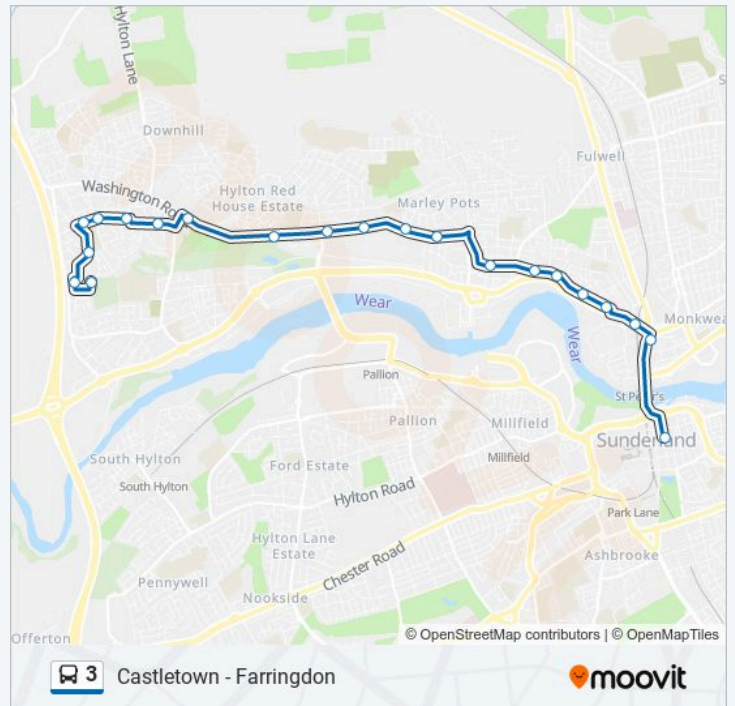 Hylton Lane
Downhill
Fulwell
Washington Ro
Hylton Red
House Estate
Marley Pots
Wear
Monkwea
Wear
Pallion
St Peter's
Pallion
Millfield
Sunderland
South Hylton
Ford Estate
Millfield
South Hylton
Hylton Road
Park Lane
Hylton Lane
Estate
Chester Road
Ashbrooke
Pennywell
Nookside
Offerton
© OpenStreetMap contributors | © OpenMapTiles
3 Castletown - Farringdon
moovit